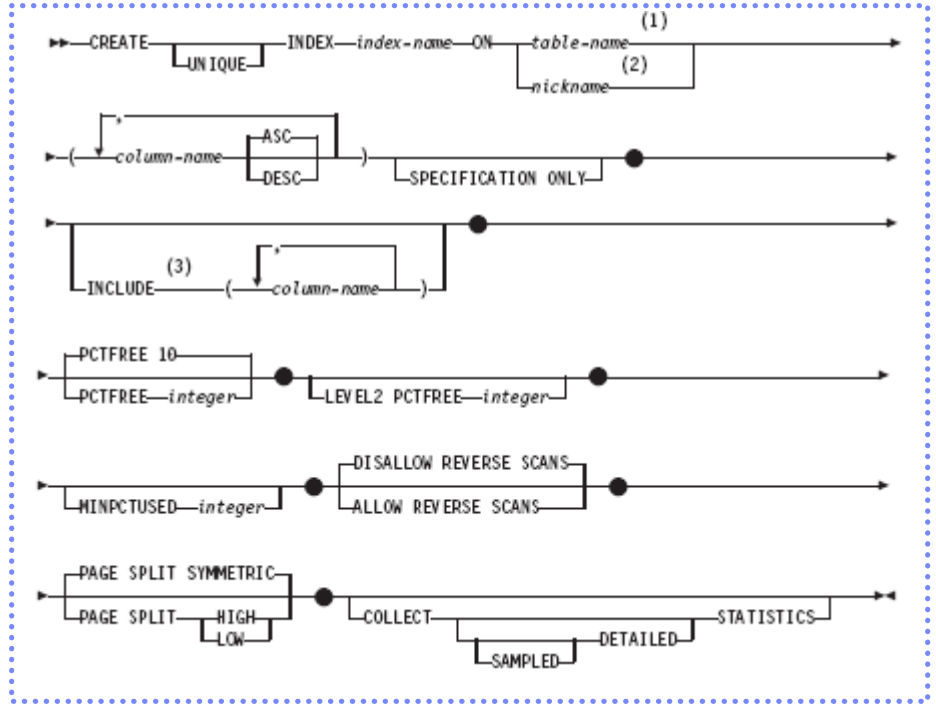 (1)
CREATE UNIQUE INDEX index-name ON table-name
(2)
nickname
,
( column-name ASC )
DESC SPECIFICATION ONLY
(3) ,
INCLUDE ( column-name )
PCTFREE 10
PCTFREE integer LEVEL2 PCTFREE integer
DISALLOW REVERSE SCANS
MINPCTUSED integer ALLOW REVERSE SCANS
PAGE SPLIT SYMMETRIC
PAGE SPLIT HIGH COLLECT STATISTICS
LOW DETAILED
SAMPLED